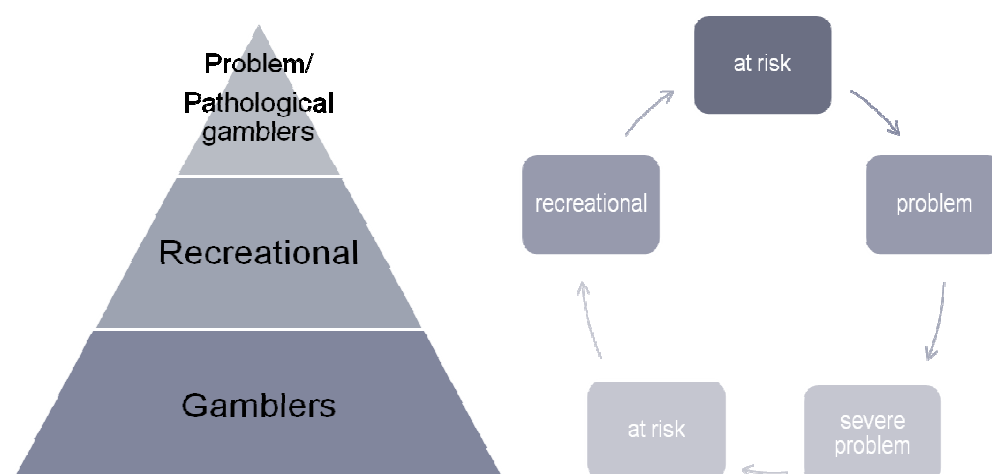 Problem/
Pathological
gamblers
Recreational
Gamblers
at risk
recreational
problem
at risk
severe
problem